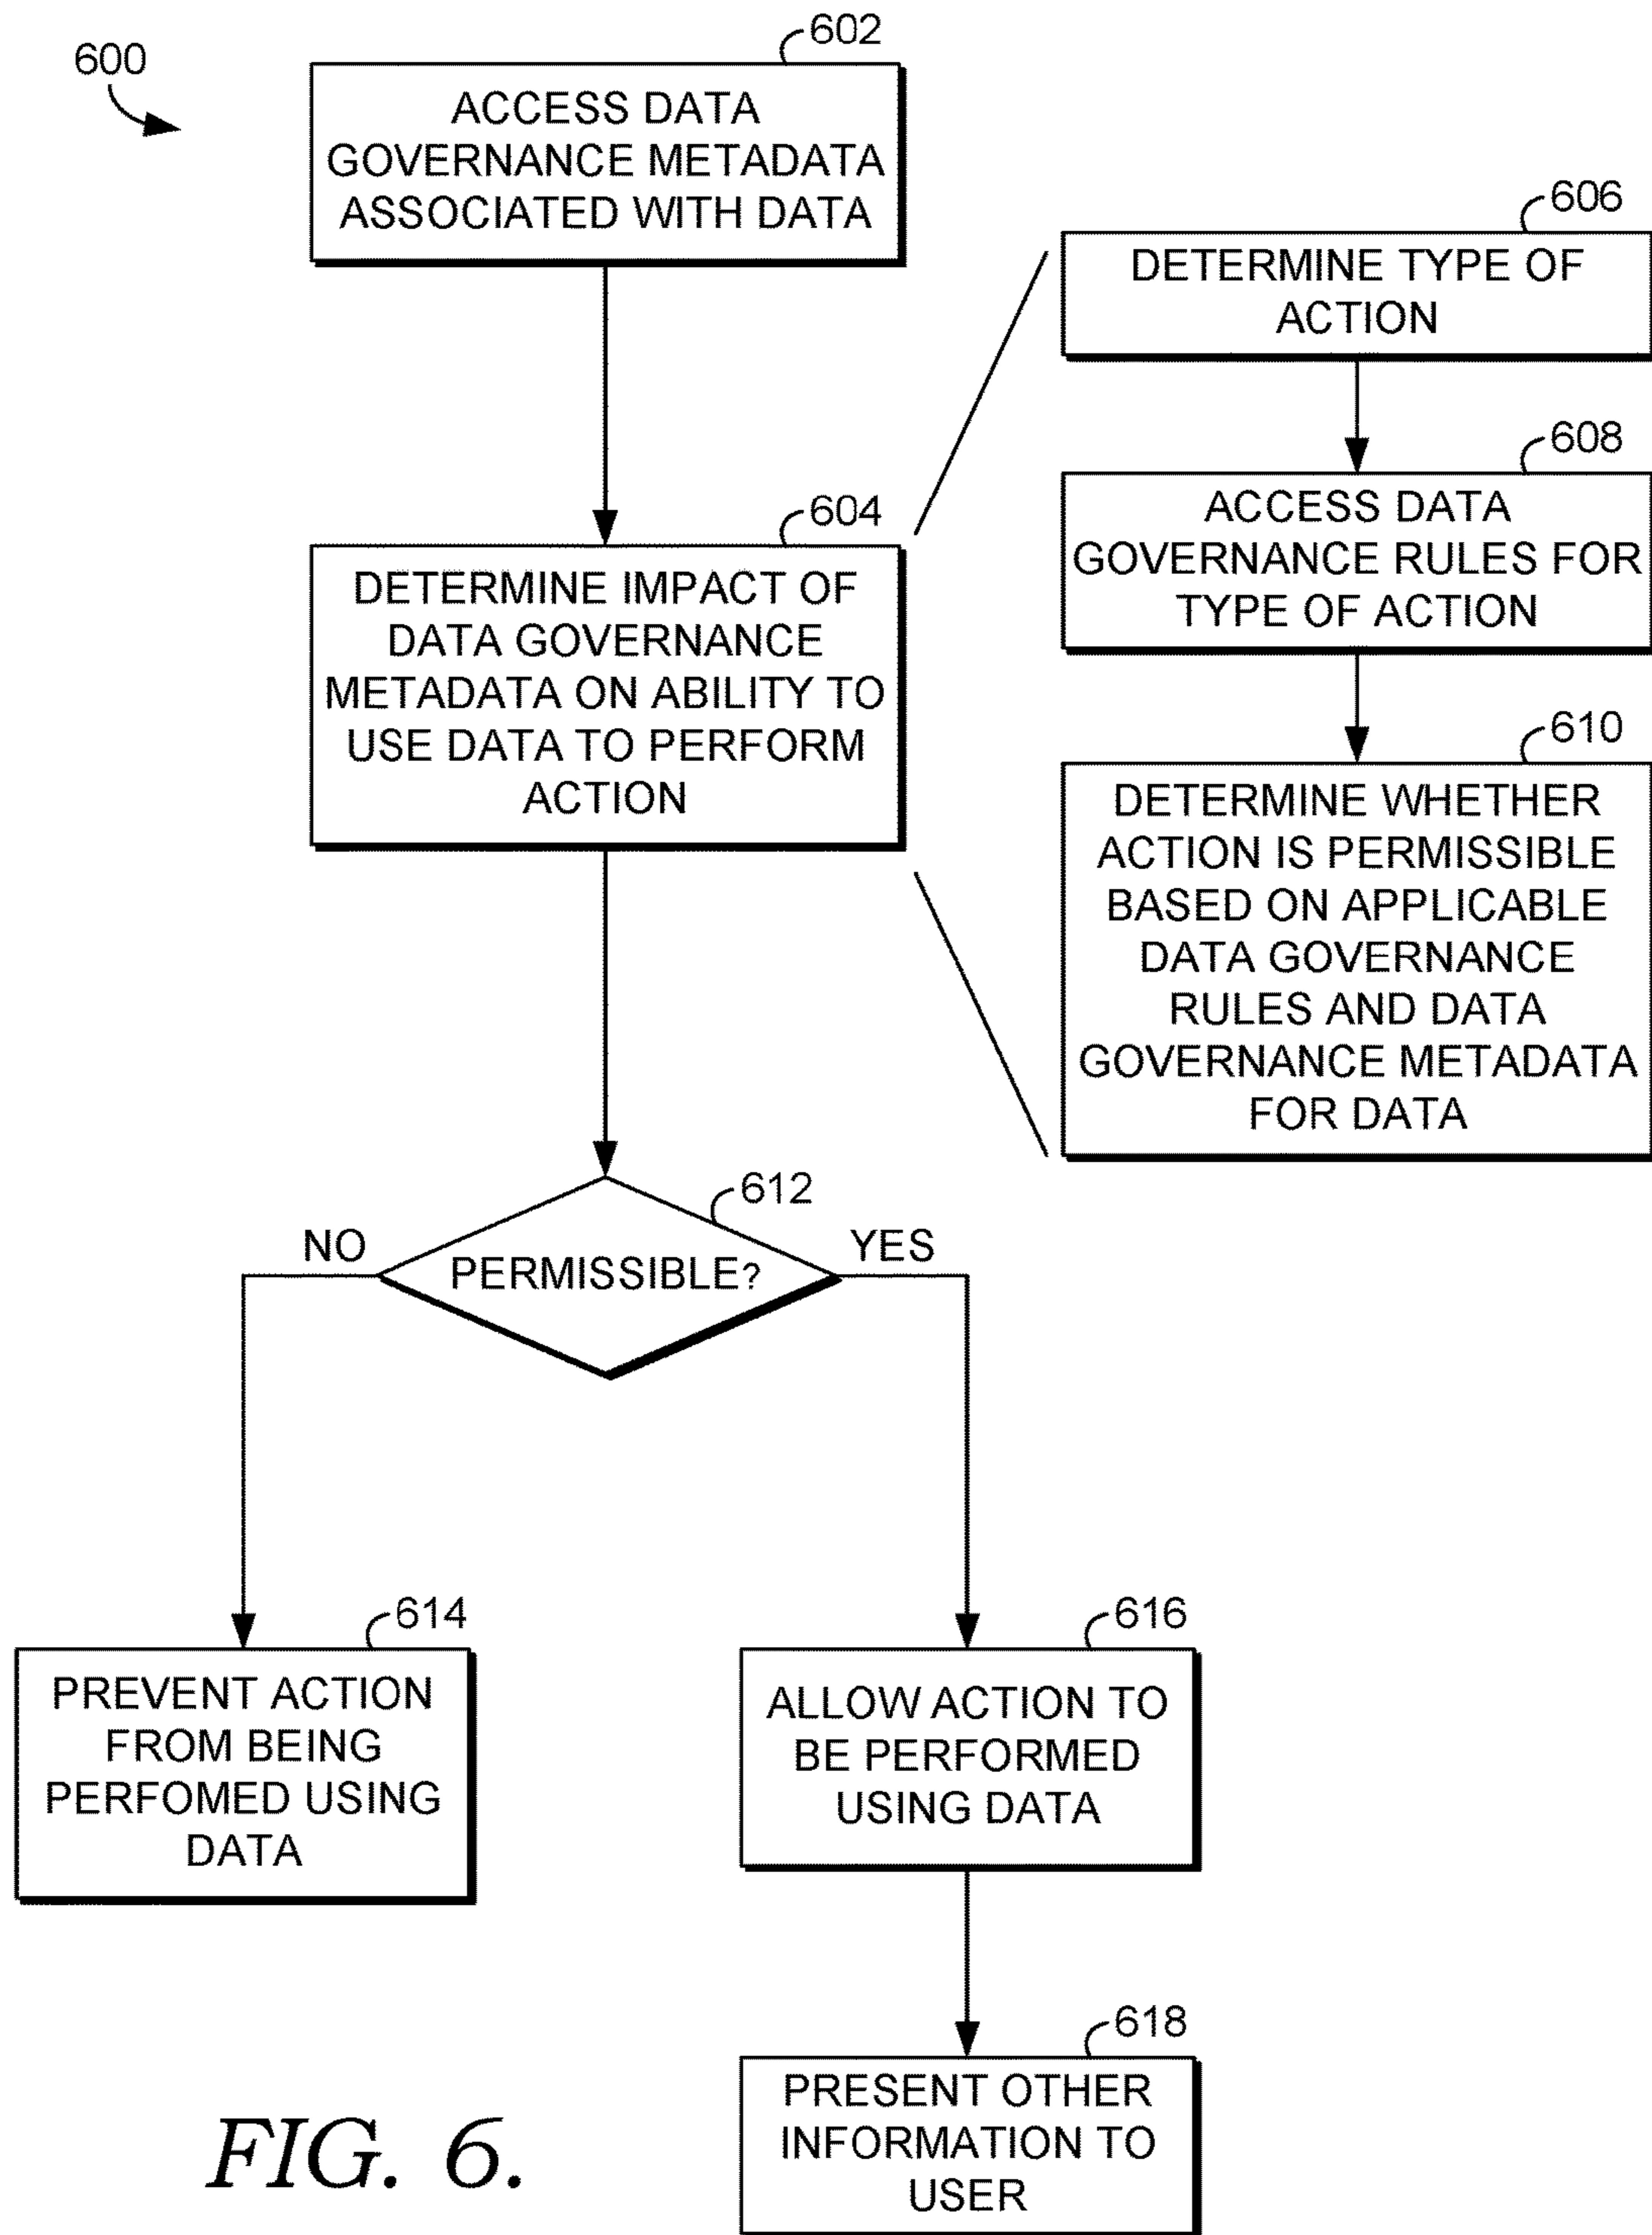 600
602
ACCESS DATA
GOVERNANCE METADATA
ASSOCIATED WITH DATA
604
DETERMINE IMPACT OF
DATA GOVERNANCE
METADATA ON ABILITY TO
USE DATA TO PERFORM
ACTION
606
DETERMINE TYPE OF
ACTION
608
ACCESS DATA
GOVERNANCE RULES FOR
TYPE OF ACTION
610
DETERMINE WHETHER
ACTION IS PERMISSIBLE
BASED ON APPLICABLE
DATA GOVERNANCE
RULES AND DATA
GOVERNANCE METADATA
FOR DATA
612
PERMISSIBLE?
NO
YES
614
PREVENT ACTION
FROM BEING
PERFOMED USING
DATA
616
ALLOW ACTION TO
BE PERFORMED
USING DATA
618
PRESENT OTHER
INFORMATION TO
USER
FIG. 6.